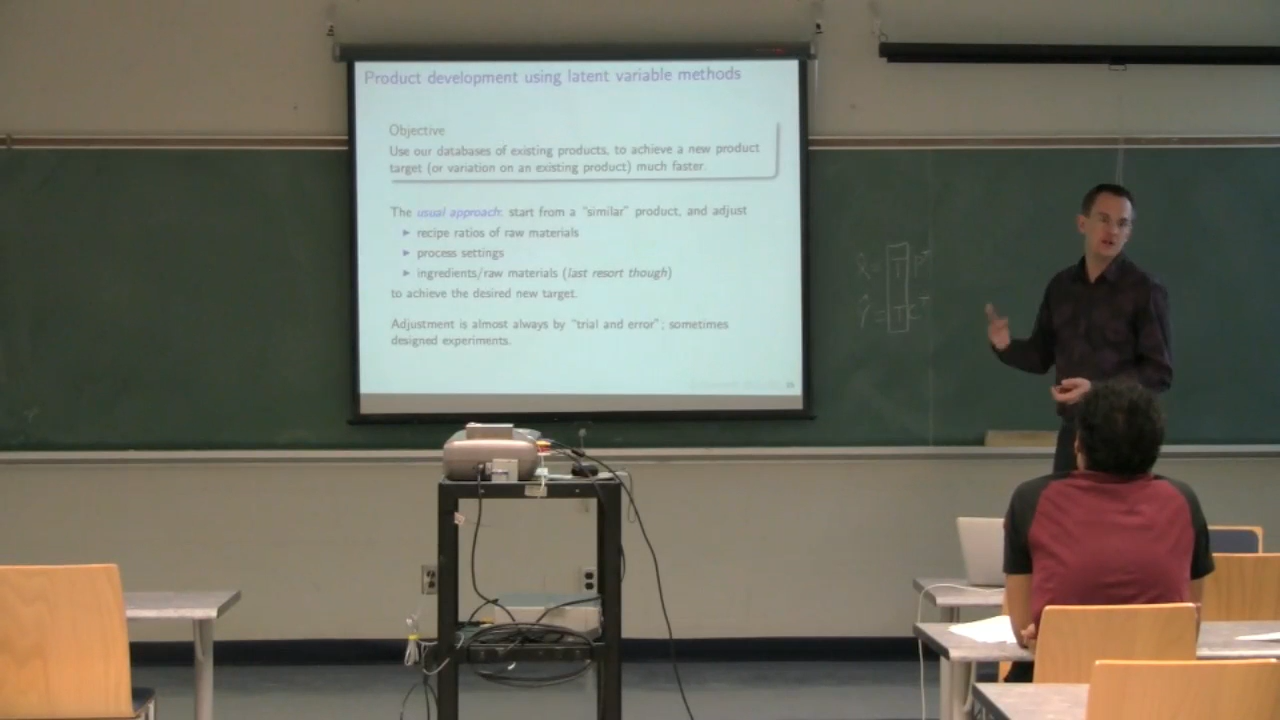 Product development using latent variable methods
Objective
Use our databases of existing products, to achieve a new product
target (or variation on an existing product) much faster.
The usual approach: start from a "similar" product, and adjust
▶ recipe ratios of raw materials
▶ process settings
▶ ingredients/raw materials (last resort though)
to achieve the desired new target.
Adjustment is almost always by "trial and error"; sometimes
designed experiments.